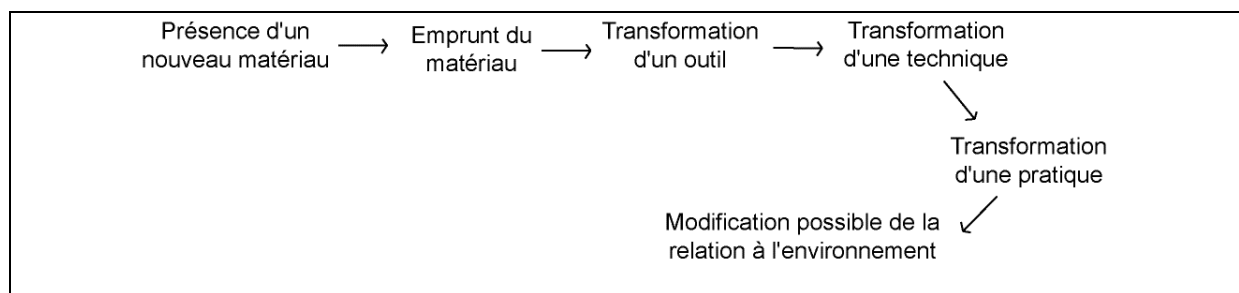 Présence d'un
nouveau matériau
Emprunt du
matériau
Transformation
d'un outil
Transformation
d'une technique
Transformation
d'une pratique
Modification possible de la
relation à l'environnement